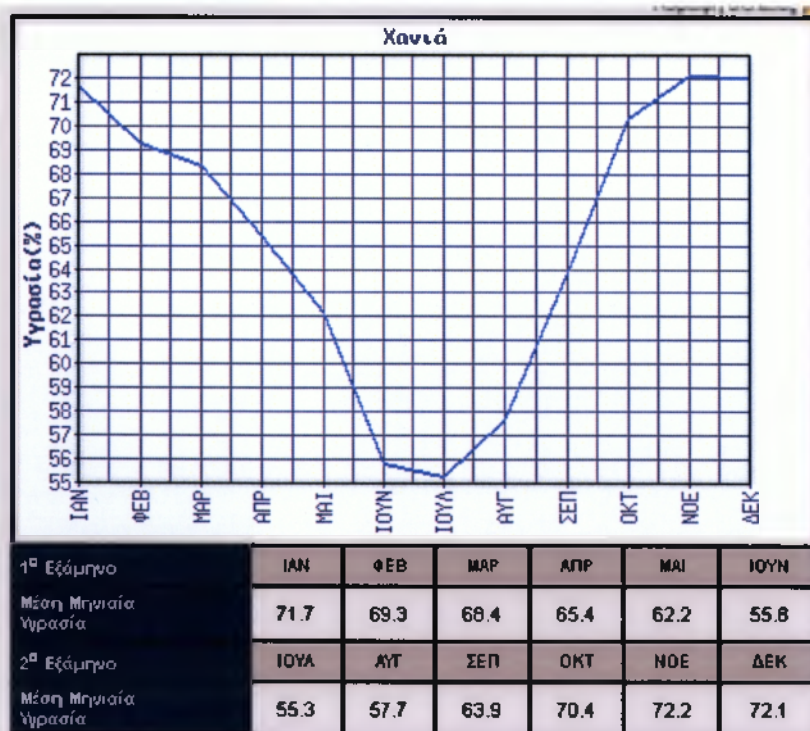 Χανιά
Υγρασία(%)
72
71
70
69
68
67
66
65
64
63
62
61
60
59
58
57
56
55
ΙΑΝ ΦΕΒ ΜΑΡ ΑΠΡ ΜΑΙ ΙΟΥΝ ΙΟΥΛ ΑΥΓ ΣΕΠ ΟΚΤ ΝΟΕ ΔΕΚ
1º Εξάμηνο ΙΑΝ ΦΕΒ ΜΑΡ ΑΠΡ ΜΑΙ ΙΟΥΝ
Μέση Μηνιαία
Υγρασία 71.7 69.3 68.4 65.4 62.2 55.8
2º Εξάμηνο ΙΟΥΛ ΑΥΓ ΣΕΠ ΟΚΤ ΝΟΕ ΔΕΚ
Μέση Μηνιαία
Υγρασία 55.3 57.7 63.9 70.4 72.2 72.1